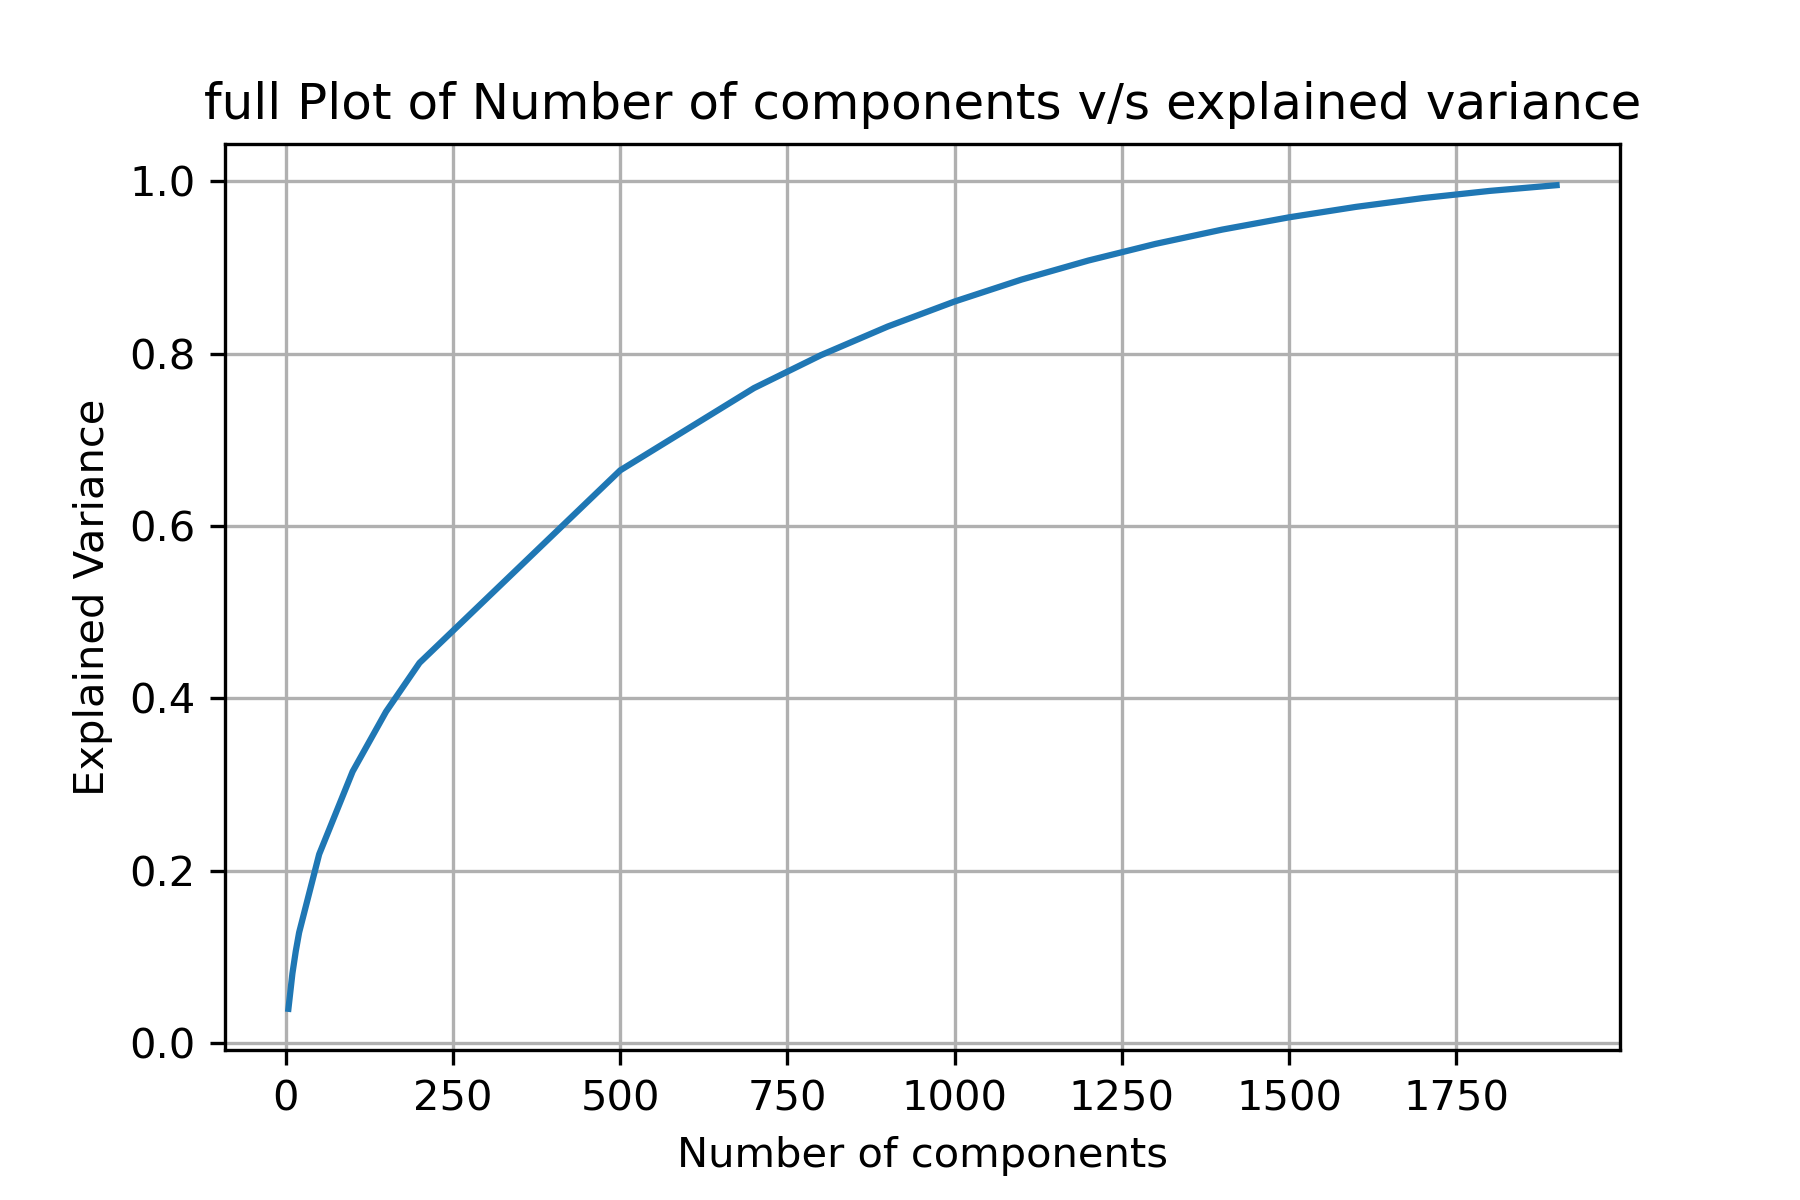 full Plot of Number of components v/s explained variance
1.0
0.8
0.6
0.4
0.2
0.0
Explained Variance
0 250 500 750 1000 1250 1500 1750
Number of components